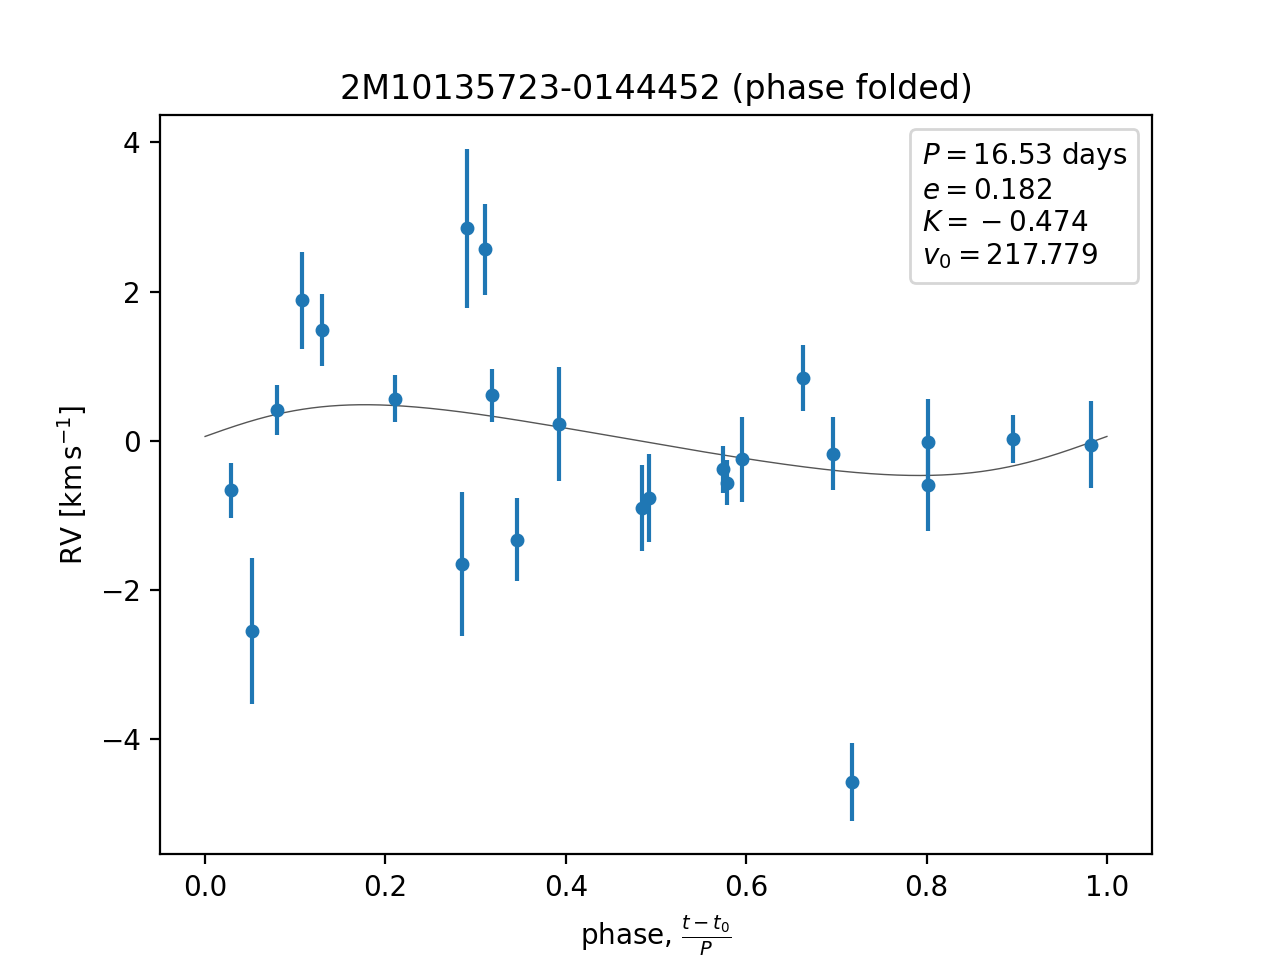 2M10135723-0144452 (phase folded)
P = 16.53 days
e = 0.182
K = −0.474
v₀ = 217.779
4
2
0
−2
−4
RV [km s⁻¹]
0.0 0.2 0.4 0.6 0.8 1.0
phase, (t − t₀)/P